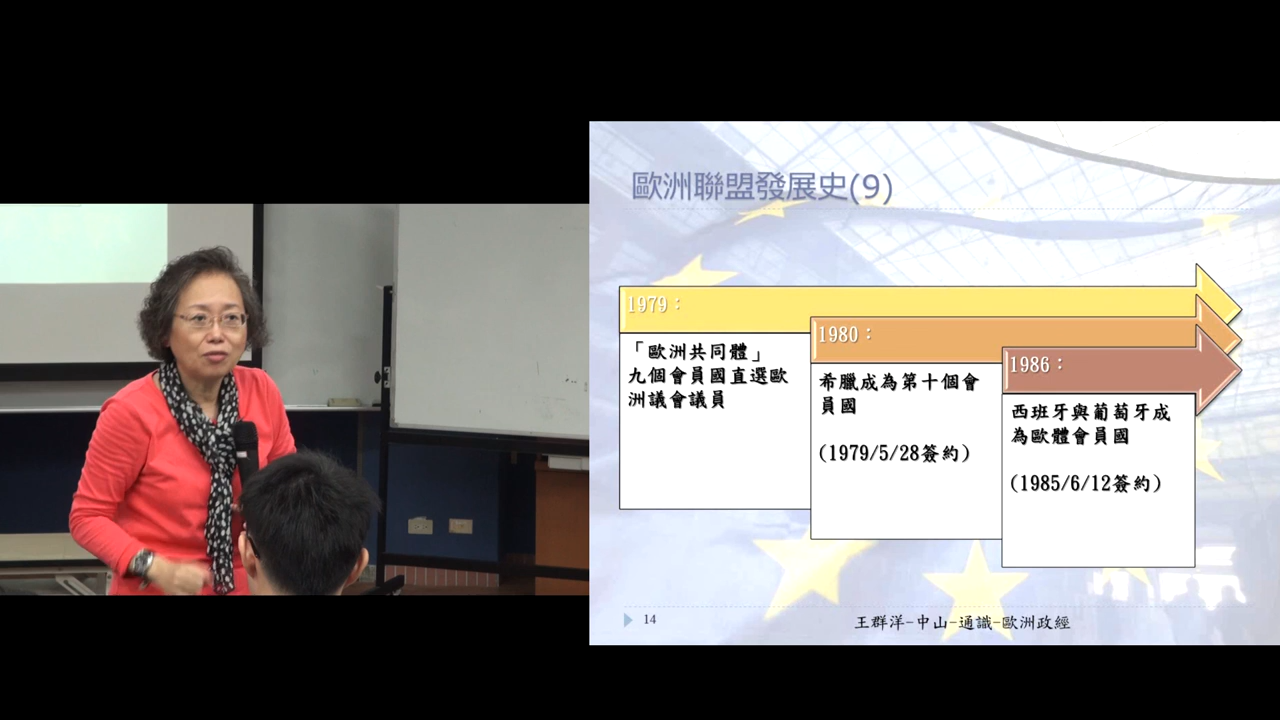 歐洲聯盟發展史(9)
1979：
「歐洲共同體」
九個會員國直選歐
洲議會議員
1980：
希臘成為第十個會
員國
(1979/5/28簽約)
1986：
西班牙與葡萄牙成
為歐體會員國
(1985/6/12簽約)
14
王群洋-中山-通識-歐洲政經